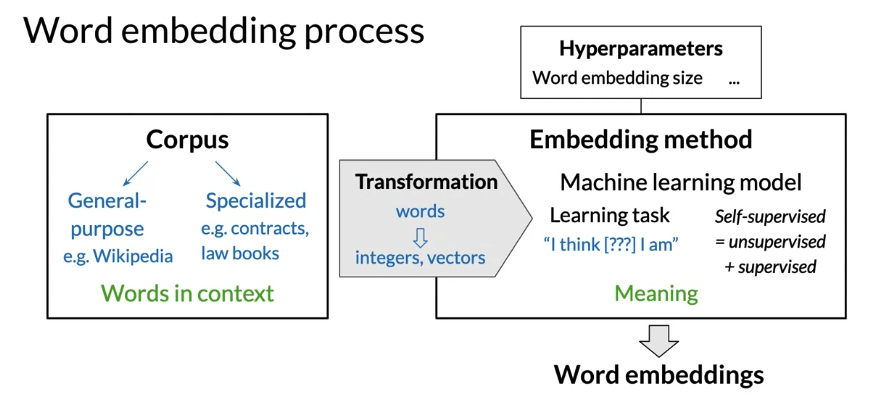 Word embedding process
Hyperparameters
Word embedding size ...
Corpus
General-
purpose
e.g. Wikipedia
Specialized
e.g. contracts,
law books
Words in context
Transformation
words
integers, vectors
Embedding method
Machine learning model
Learning task
“I think [???] I am”
Self-supervised
= unsupervised
+ supervised
Meaning
Word embeddings